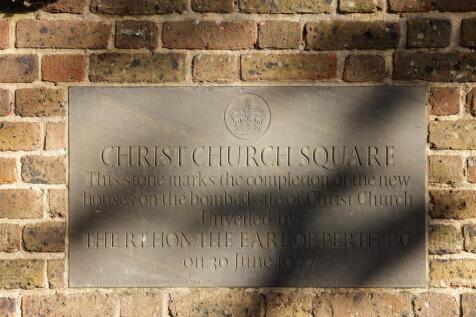 CHRIST CHURCH SQUARE
This stone marks the completion of the new
houses on the bombed site of Christ Church
Unveiled by
THE RT HON THE EARL OF PERTH P C
on 30 June 1977